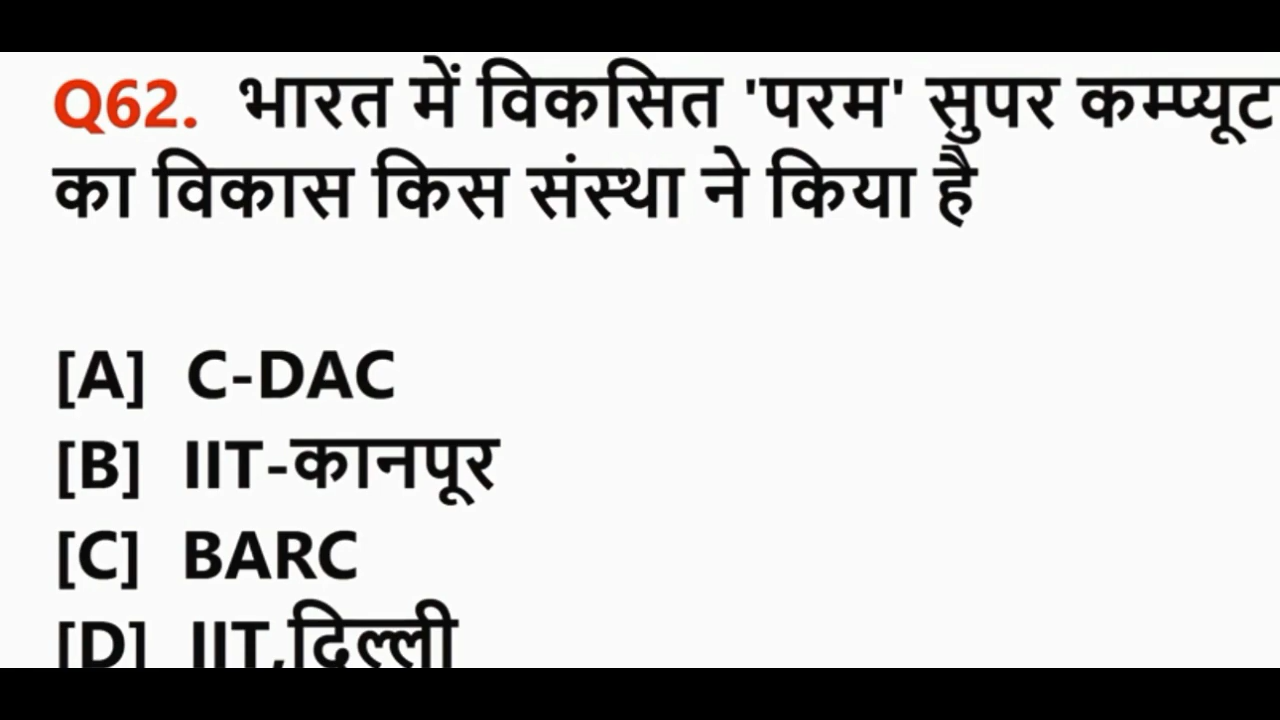 Q62. भारत में विकसित 'परम' सुपर कम्प्यूट
का विकास किस संस्था ने किया है
[A] C-DAC
[B] IIT-कानपूर
[C] BARC
[D] IIT,दिल्ली